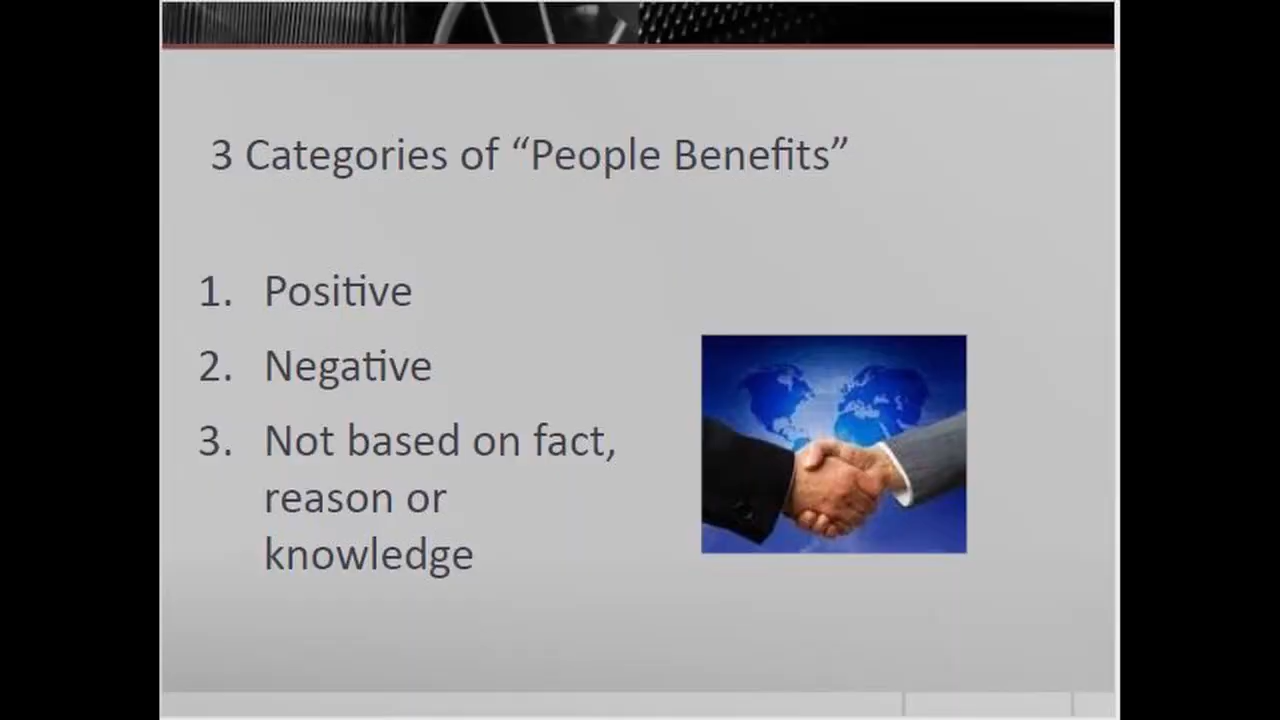 3 Categories of “People Benefits”
1. Positive
2. Negative
3. Not based on fact,
reason or
knowledge